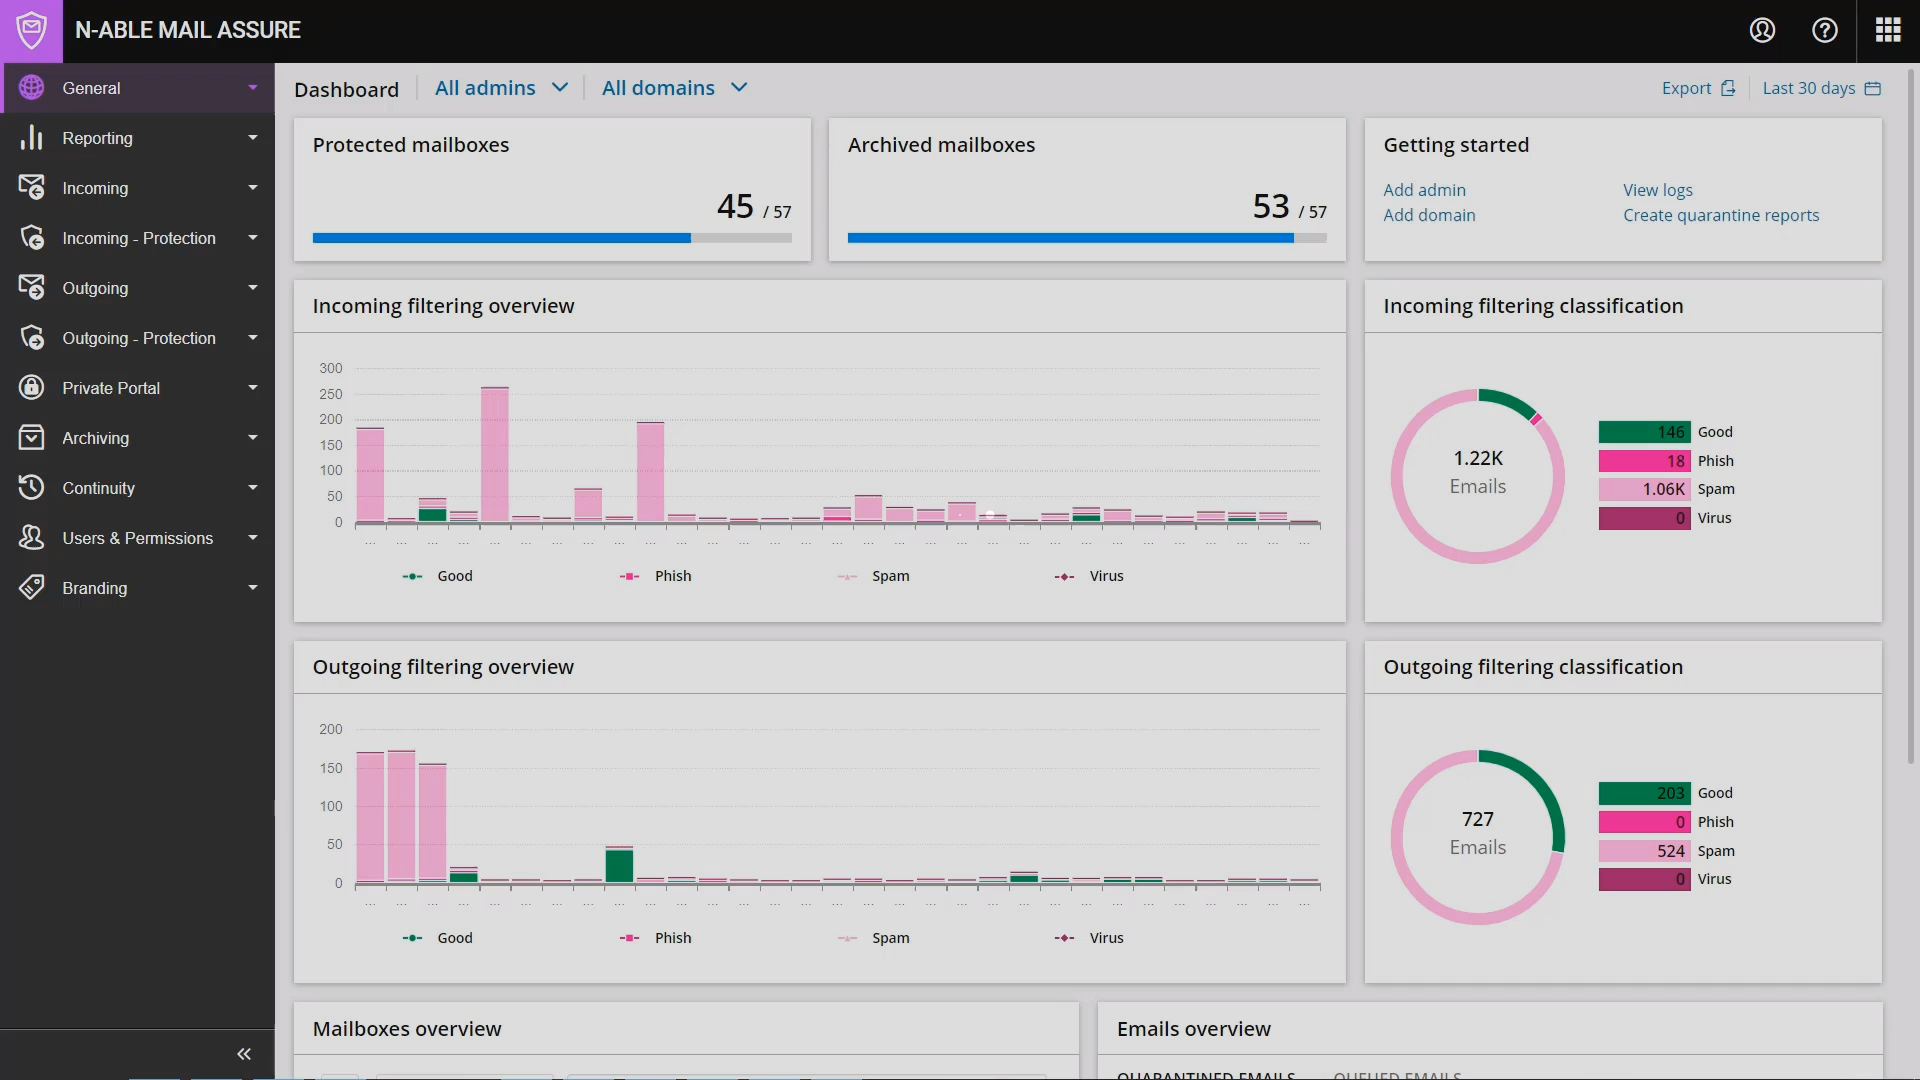 N-ABLE MAIL ASSURE
General
Reporting
Incoming
Incoming - Protection
Outgoing
Outgoing - Protection
Private Portal
Archiving
Continuity
Users & Permissions
Branding
Dashboard
All admins
All domains
Export
Last 30 days
Protected mailboxes
45 / 57
Archived mailboxes
53 / 57
Getting started
Add admin
View logs
Add domain
Create quarantine reports
Incoming filtering overview
300
250
200
150
100
50
0
... ... ... ... ... ... ... ... ... ... ... ... ... ... ... ... ... ... ... ... ... ... ... ... ... ... ... ... ... ... ...
Good Phish Spam Virus
Incoming filtering classification
1.22K
Emails
146 Good
18 Phish
1.06K Spam
0 Virus
Outgoing filtering overview
200
150
100
50
0
... ... ... ... ... ... ... ... ... ... ... ... ... ... ... ... ... ... ... ... ... ... ... ... ... ... ... ... ... ... ...
Good Phish Spam Virus
Outgoing filtering classification
727
Emails
203 Good
0 Phish
524 Spam
0 Virus
Mailboxes overview
Emails overview
QUARANTINED EMAILS
QUEUED EMAILS